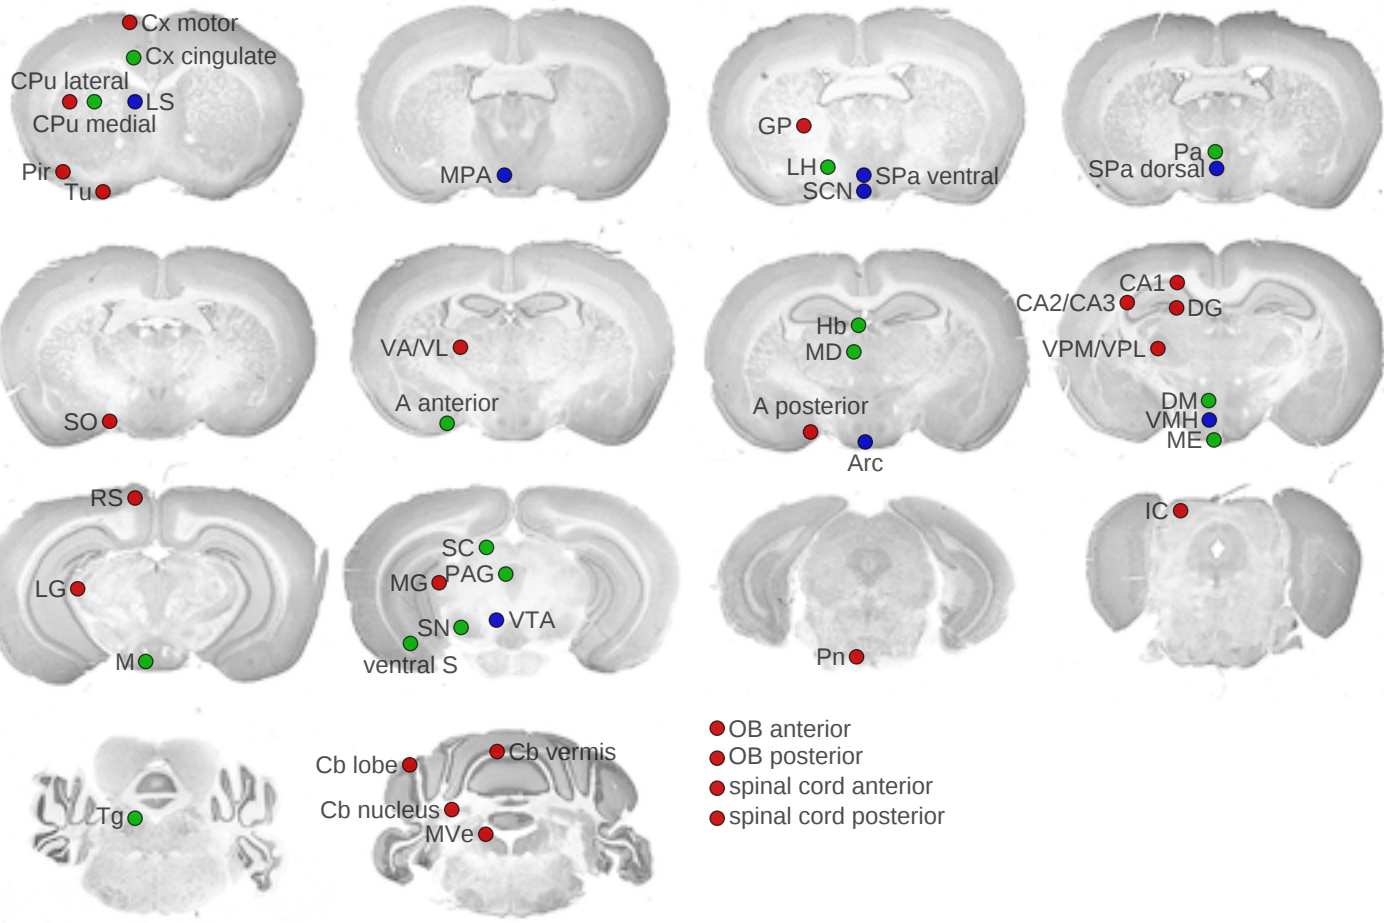 Cx motor
Cx cingulate
CPu lateral
LS
CPu medial
Pir
Tu
MPA
GP
LH
SPa ventral
SCN
Pa
SPa dorsal
SO
VA/VL
A anterior
Hb
MD
A posterior
Arc
CA1
CA2/CA3
DG
VPM/VPL
DM
VMH
ME
RS
LG
M
SC
MG
PAG
SN
VTA
ventral S
Pn
IC
Tg
Cb lobe
Cb vermis
Cb nucleus
MVe
OB anterior
OB posterior
spinal cord anterior
spinal cord posterior